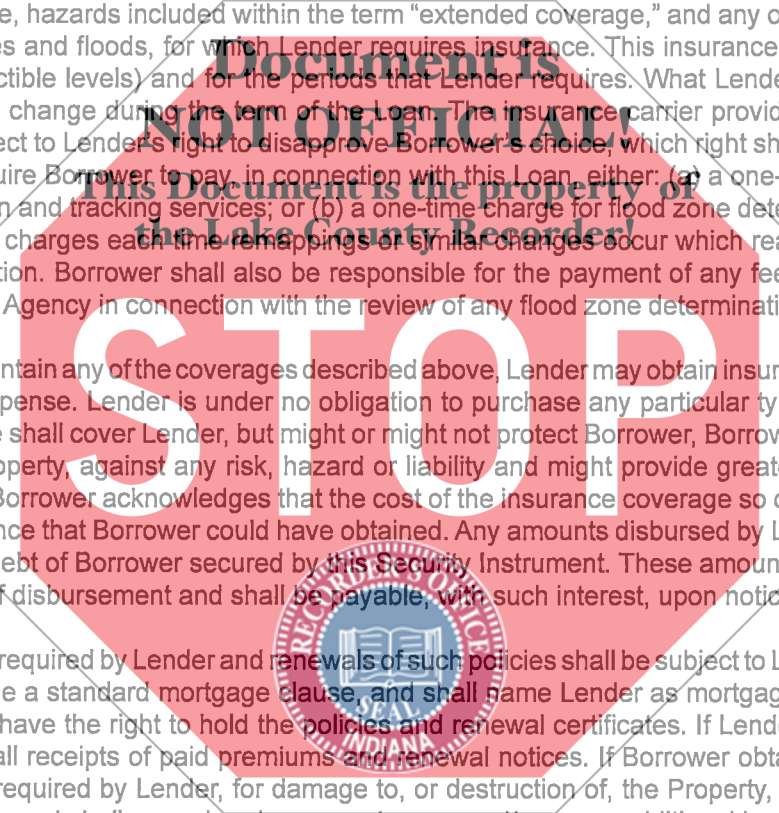 e, hazards included within the term “extended coverage,” and any o
es and floods, for which Lender requires insurance. This insurance
Document is
ctible levels) and for the periods that Lender requires. What Lende
change during the term of the Loan. The insurance carrier provid
NOT OFFICIAL!
ect to Lender's right to disapprove Borrower's choice, which right sh
uire Borrower to pay, in connection with this Loan, either: (a) a one-
This Document is the property of
n and tracking services; or (b) a one-time charge for flood zone dete
the Lake County Recorder!
charges each time remappings or similar changes occur which rea
tion. Borrower shall also be responsible for the payment of any fee
Agency in connection with the review of any flood zone determinati
STOP
ntain any of the coverages described above, Lender may obtain insur
pense. Lender is under no obligation to purchase any particular ty
e shall cover Lender, but might or might not protect Borrower, Borrow
operty, against any risk, hazard or liability and might provide great
Borrower acknowledges that the cost of the insurance coverage so o
nce that Borrower could have obtained. Any amounts disbursed by L
ebt of Borrower secured by this Security Instrument. These amoun
f disbursement and shall be payable, with such interest, upon notic
RECORDER'S OFFICE
SEAL
INDIANA
required by Lender and renewals of such policies shall be subject to L
e a standard mortgage clause, and shall name Lender as mortgag
have the right to hold the policies and renewal certificates. If Lend
all receipts of paid premiums and renewal notices. If Borrower obta
required by Lender, for damage to, or destruction of, the Property,